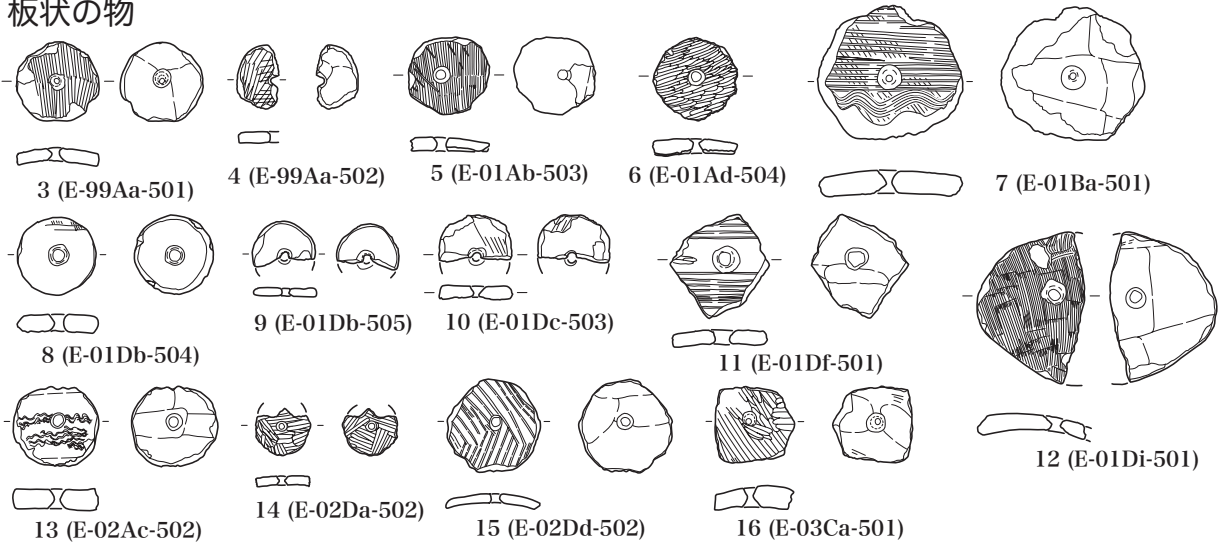 板状の物
3 (E-99Aa-501)
4 (E-99Aa-502)
5 (E-01Ab-503)
6 (E-01Ad-504)
7 (E-01Ba-501)
8 (E-01Db-504)
9 (E-01Db-505)
10 (E-01Dc-503)
11 (E-01Df-501)
12 (E-01Di-501)
13 (E-02Ac-502)
14 (E-02Da-502)
15 (E-02Dd-502)
16 (E-03Ca-501)